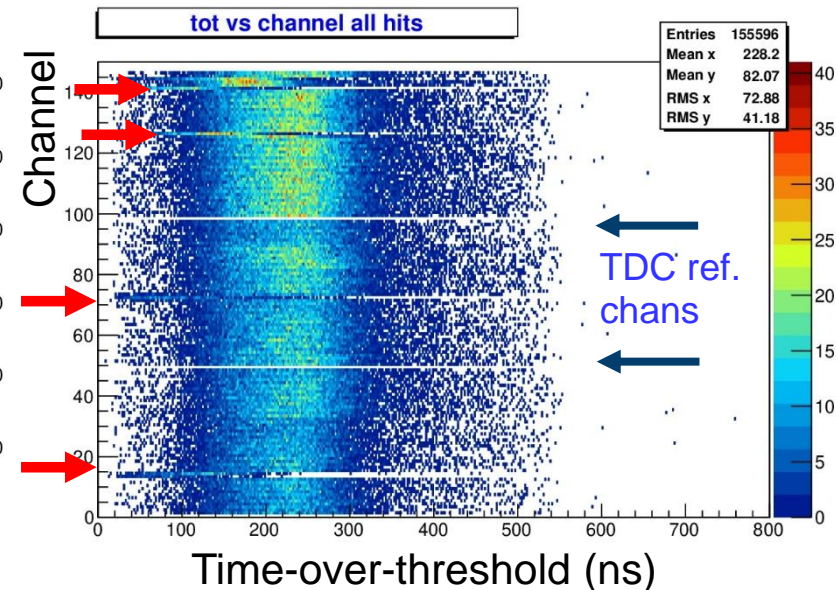 tot vs channel all hits
Entries 155596
Mean x 228.2
Mean y 82.07
RMS x 72.88
RMS y 41.18
Channel
140
120
100
80
60
40
20
0
0 100 200 300 400 500 600 700 800
Time-over-threshold (ns)
TDC ref.
chans
40
35
30
25
20
15
10
5
0